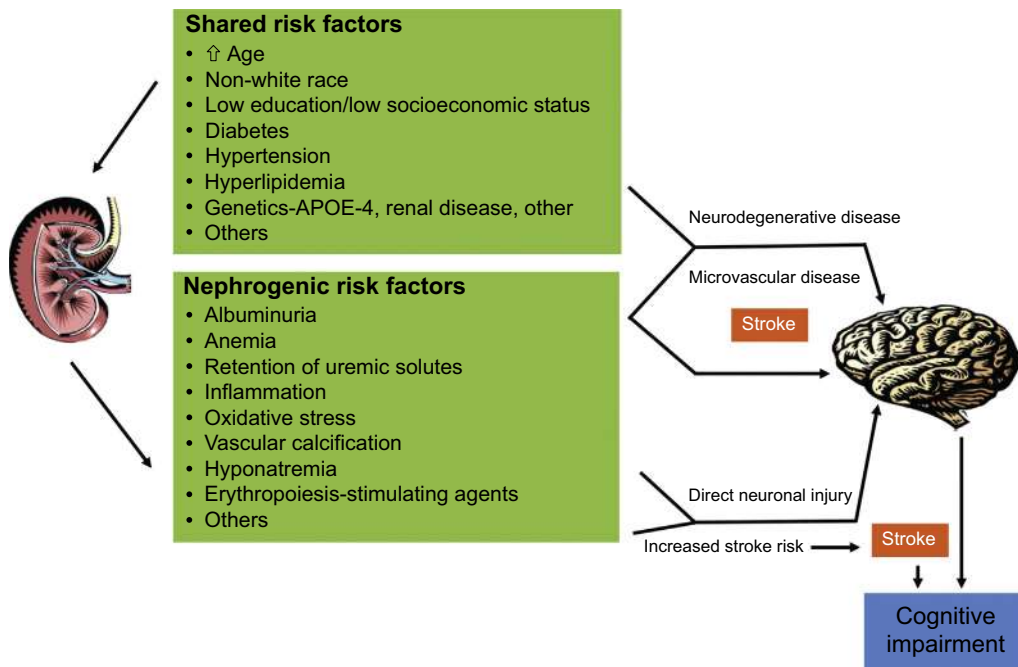 Shared risk factors
• ⇧ Age
• Non-white race
• Low education/low socioeconomic status
• Diabetes
• Hypertension
• Hyperlipidemia
• Genetics-APOE-4, renal disease, other
• Others
Nephrogenic risk factors
• Albuminuria
• Anemia
• Retention of uremic solutes
• Inflammation
• Oxidative stress
• Vascular calcification
• Hyponatremia
• Erythropoiesis-stimulating agents
• Others
Neurodegenerative disease
Microvascular disease
Stroke
Direct neuronal injury
Increased stroke risk
Stroke
Cognitive
impairment